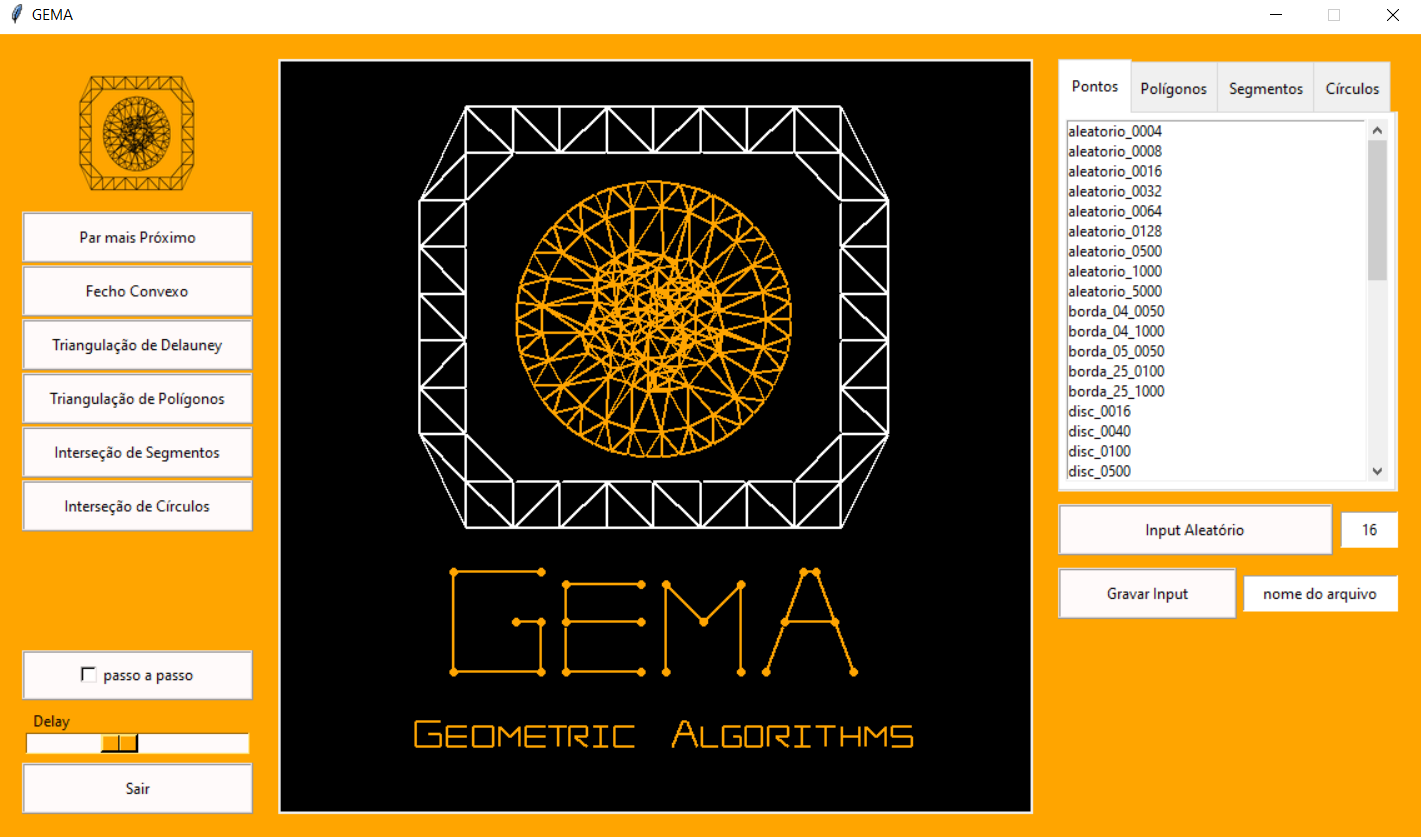 GEMA
Par mais Próximo
Fecho Convexo
Triangulação de Delauney
Triangulação de Polígonos
Interseção de Segmentos
Interseção de Círculos
passo a passo
Delay
Sair
GEMA
GEOMETRIC ALGORITHMS
Pontos Polígonos Segmentos Círculos
aleatorio_0004
aleatorio_0008
aleatorio_0016
aleatorio_0032
aleatorio_0064
aleatorio_0128
aleatorio_0500
aleatorio_1000
aleatorio_5000
borda_04_0050
borda_04_1000
borda_05_0050
borda_25_0100
borda_25_1000
disc_0016
disc_0040
disc_0100
disc_0500
Input Aleatório 16
Gravar Input nome do arquivo